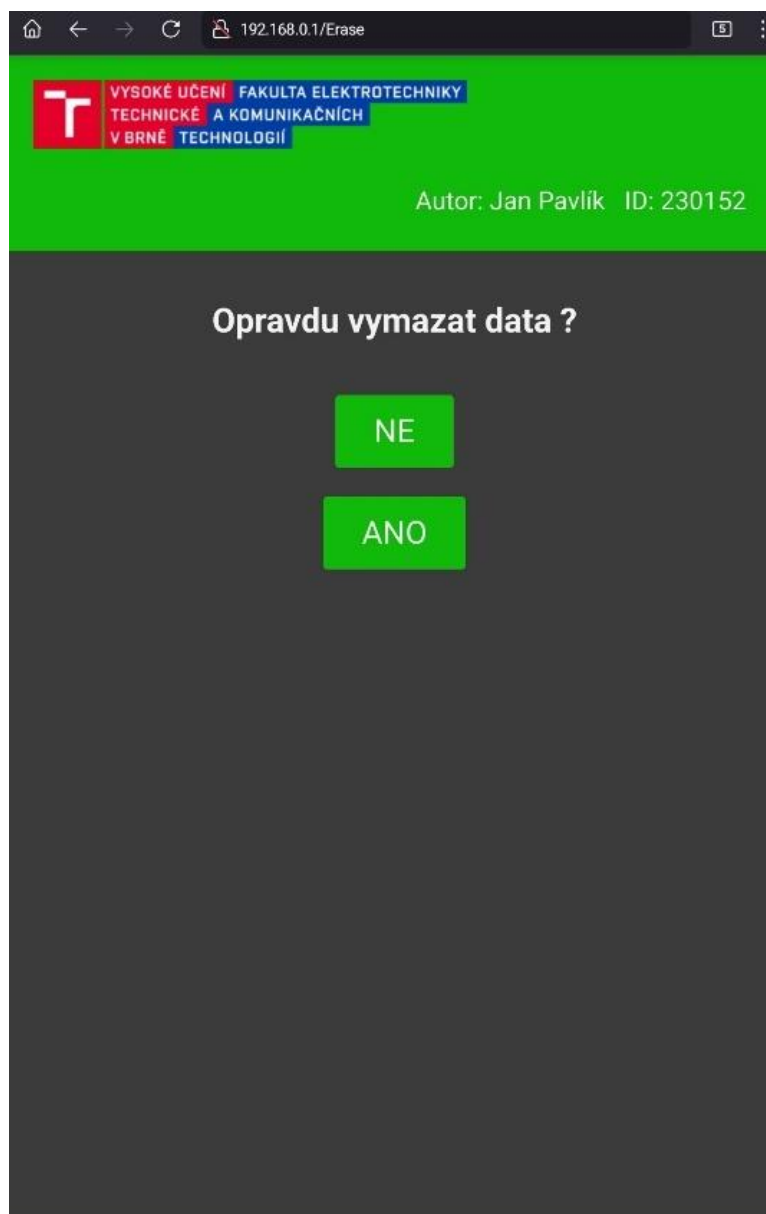 192.168.0.1/Erase
5
VYSOKÉ UČENÍ FAKULTA ELEKTROTECHNIKY
TECHNICKÉ A KOMUNIKAČNÍCH
V BRNĚ TECHNOLOGIÍ
Autor: Jan Pavlík ID: 230152
Opravdu vymazat data ?
NE
ANO